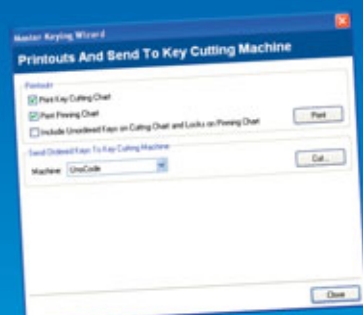 Master Keying Wizard
Printouts And Send To Key Cutting Machine
Printouts
Print Key Cutting Chart
Print Pinning Chart
Include Unordered Keys on Cutting Chart and Locks on Pinning Chart
Print
Send Ordered Keys To Key Cutting Machine
Machine: UnoCode
Cut...
Close